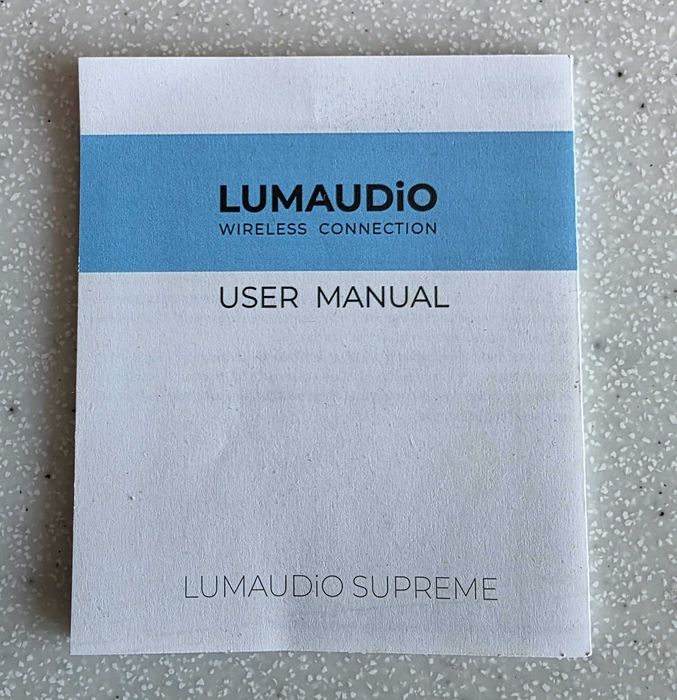 LUMAUDiO
WIRELESS CONNECTION
USER MANUAL
LUMAUDiO SUPREME